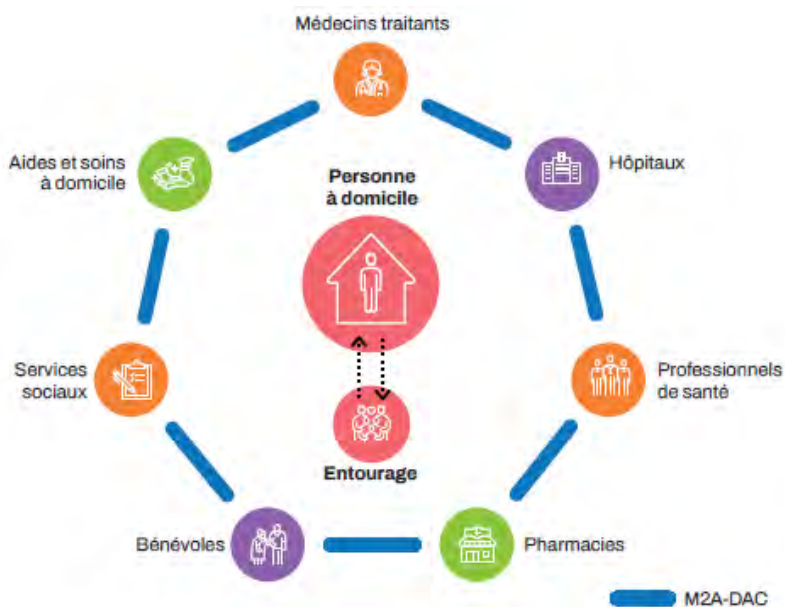 Médecins traitants
Aides et soins
à domicile
Hôpitaux
Personne
à domicile
Services
sociaux
Professionnels
de santé
Entourage
Bénévoles
Pharmacies
M2A-DAC